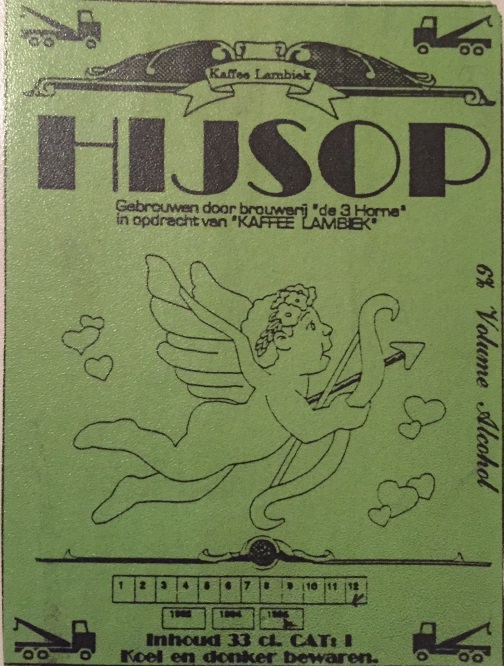 Kaffee Lambiek
HIJSOP
Gebrouwen door brouwerij "de 3 Horne"
in opdracht van "KAFFEE LAMBIEK"
6% Volume Alcohol
1 2 3 4 5 6 7 8 9 10 11 12
1994
Inhoud 33 cl. CAT: I
Koel en donker bewaren.